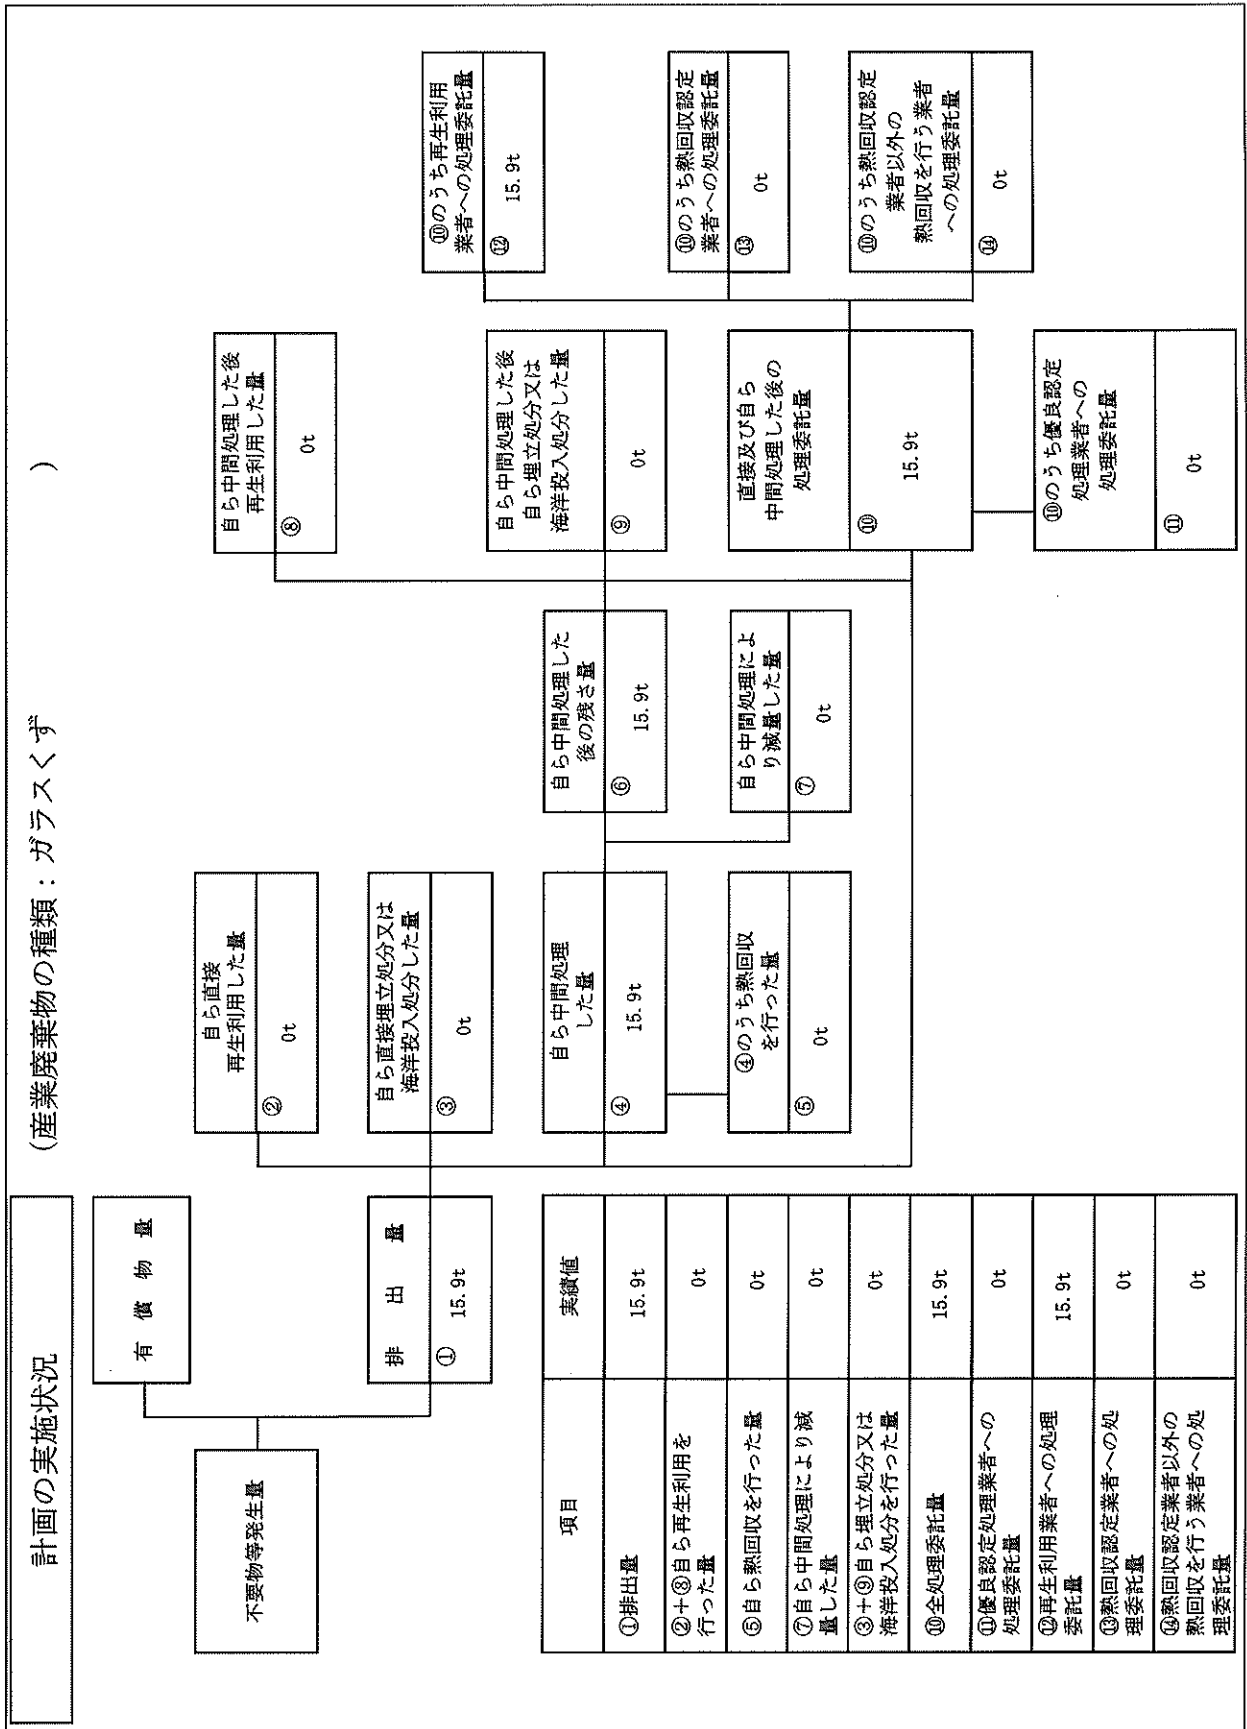 計画の実施状況
(産業廃棄物の種類：ガラスくず　　　　　)
不要物等発生量
有償物量
排出量
① 15.9t
自ら直接
再生利用した量
② 0t
自ら直接埋立処分又は
海洋投入処分した量
③ 0t
自ら中間処理
した量
④ 15.9t
④のうち熱回収
を行った量
⑤ 0t
自ら中間処理した
後の残さ量
⑥ 15.9t
自ら中間処理によ
り減量した量
⑦ 0t
自ら中間処理した後
再生利用した量
⑧ 0t
自ら中間処理した後
自ら埋立処分又は
海洋投入処分した量
⑨ 0t
直接及び自ら
中間処理した後の
処理委託量
⑩ 15.9t
⑩のうち優良認定
処理業者への
処理委託量
⑪ 0t
⑩のうち再生利用
業者への処理委託量
⑫ 15.9t
⑩のうち熱回収認定
業者への処理委託量
⑬ 0t
⑩のうち熱回収認定
業者以外の
熱回収を行う業者
への処理委託量
⑭ 0t
項目 実績値
①排出量 15.9t
②＋⑧自ら再生利用を
行った量 0t
⑤自ら熱回収を行った量 0t
⑦自ら中間処理により減
量した量 0t
③＋⑨自ら埋立処分又は
海洋投入処分を行った量 0t
⑩全処理委託量 15.9t
⑪優良認定処理業者への
処理委託量 0t
⑫再生利用業者への処理
委託量 15.9t
⑬熱回収認定業者への処
理委託量 0t
⑭熱回収認定業者以外の
熱回収を行う業者への処
理委託量 0t